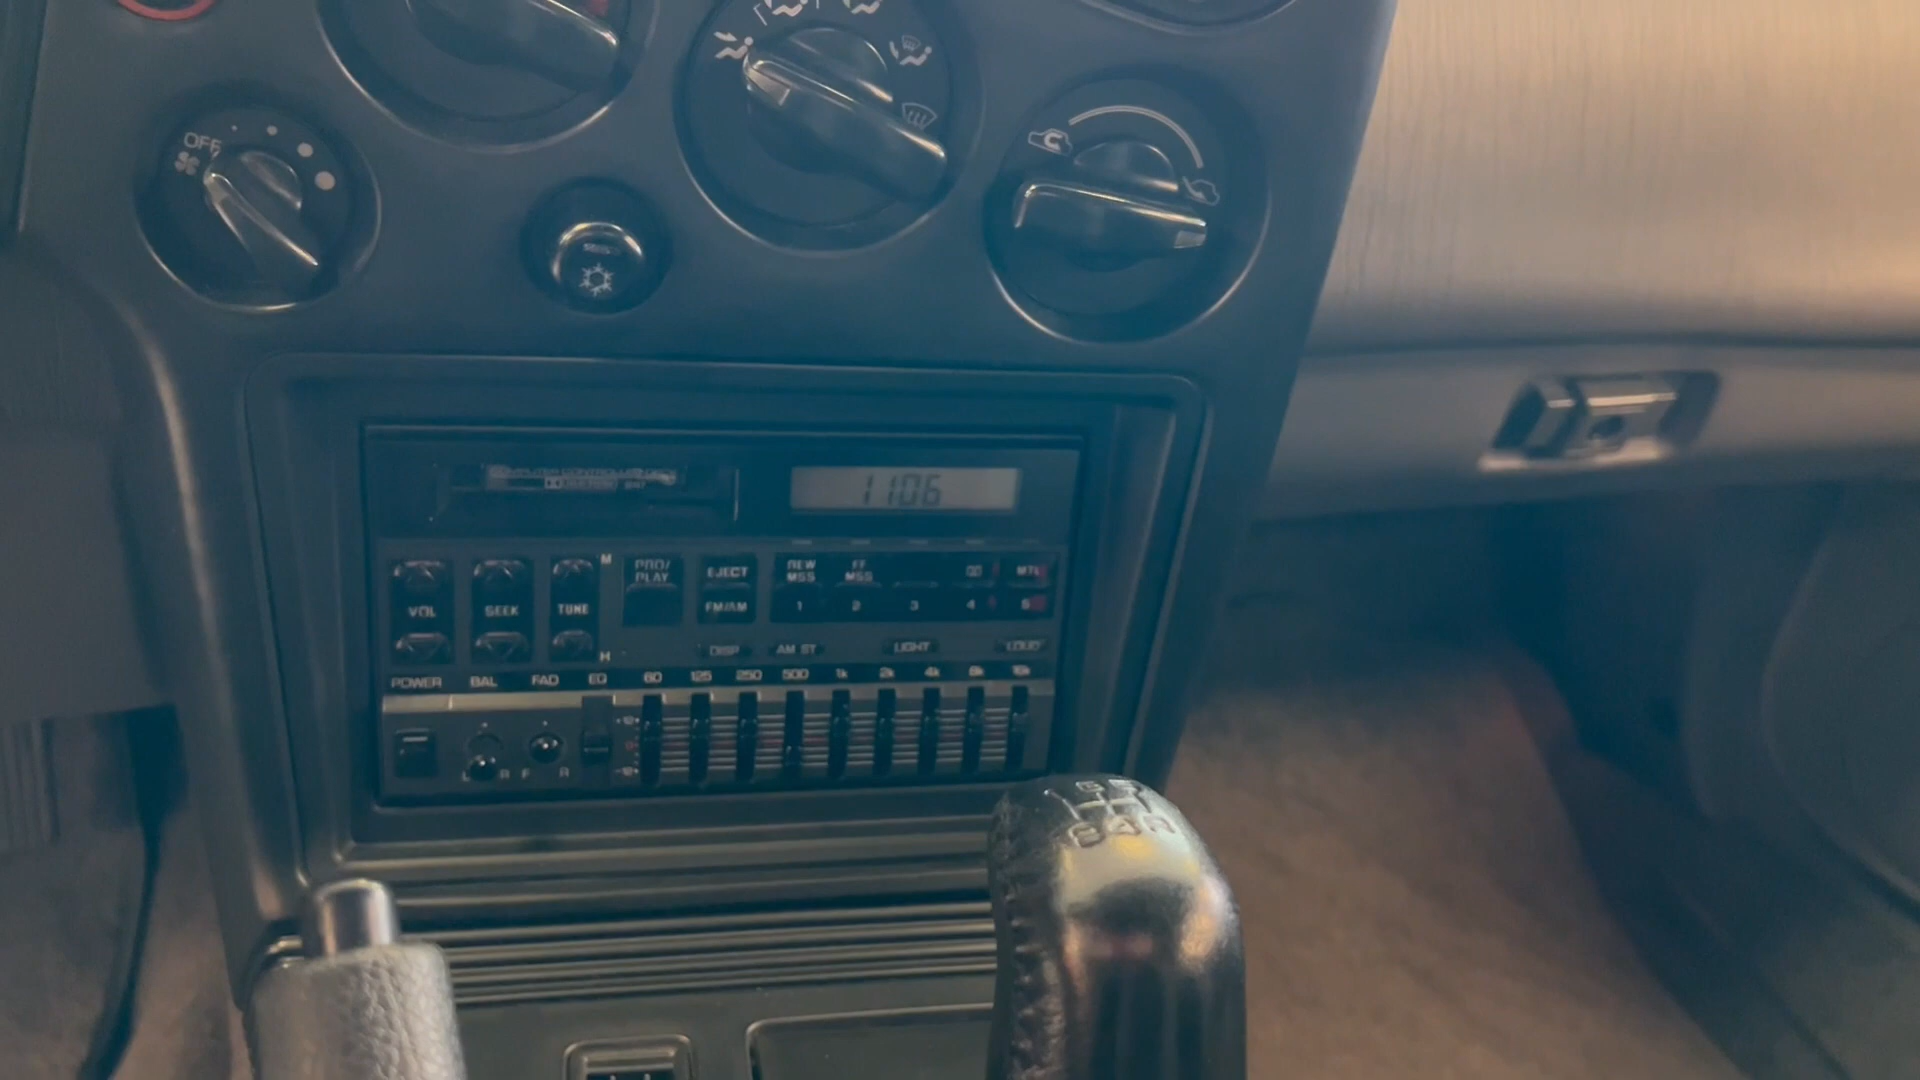 OFF
1106
VOL
SEEK
TUNE
M
H
PRO/
PLAY
EJECT
FM/AM
REW
MSS
FF
MSS
MTL
1
2
3
4
5
DISP
AM ST
LIGHT
LOUD
POWER
BAL
FAD
EQ
60
125
250
500
1k
2k
4k
8k
16k
L
R
F
R